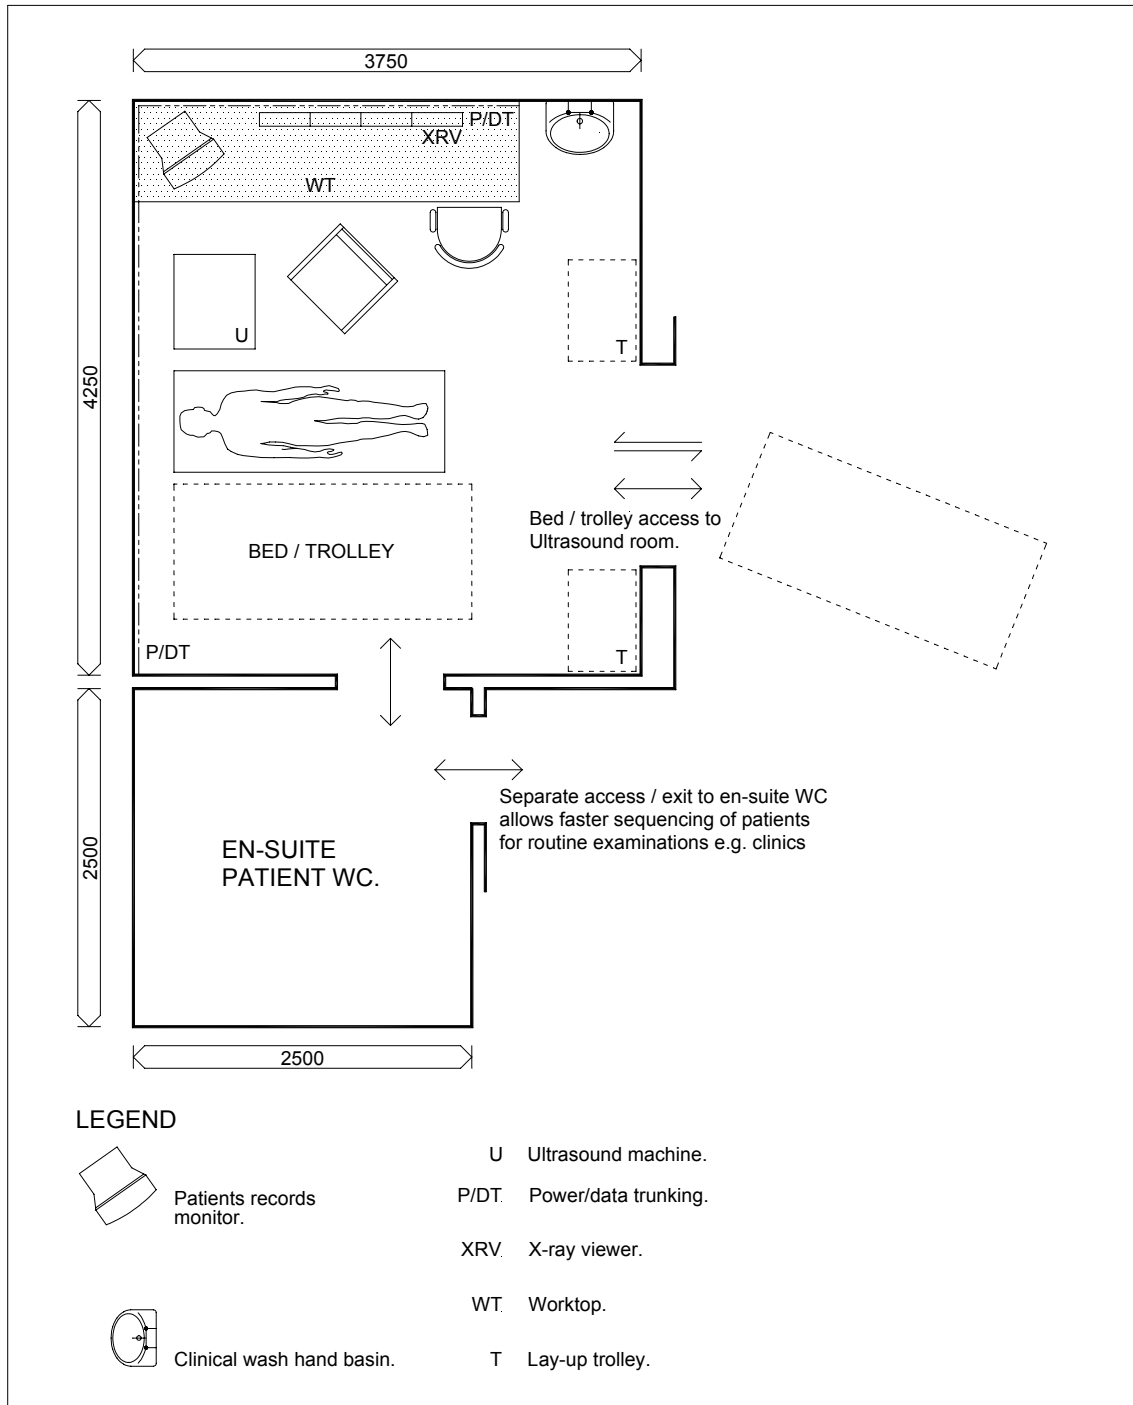 3750
P/DT
XRV
WT
U
T
4250
Bed / trolley access to
Ultrasound room.
BED / TROLLEY
P/DT
T
Separate access / exit to en-suite WC
allows faster sequencing of patients
for routine examinations e.g. clinics
EN-SUITE
PATIENT WC.
2500
2500
LEGEND
Patients records
monitor.
Clinical wash hand basin.
U Ultrasound machine.
P/DT. Power/data trunking.
XRV. X-ray viewer.
WT. Worktop.
T Lay-up trolley.